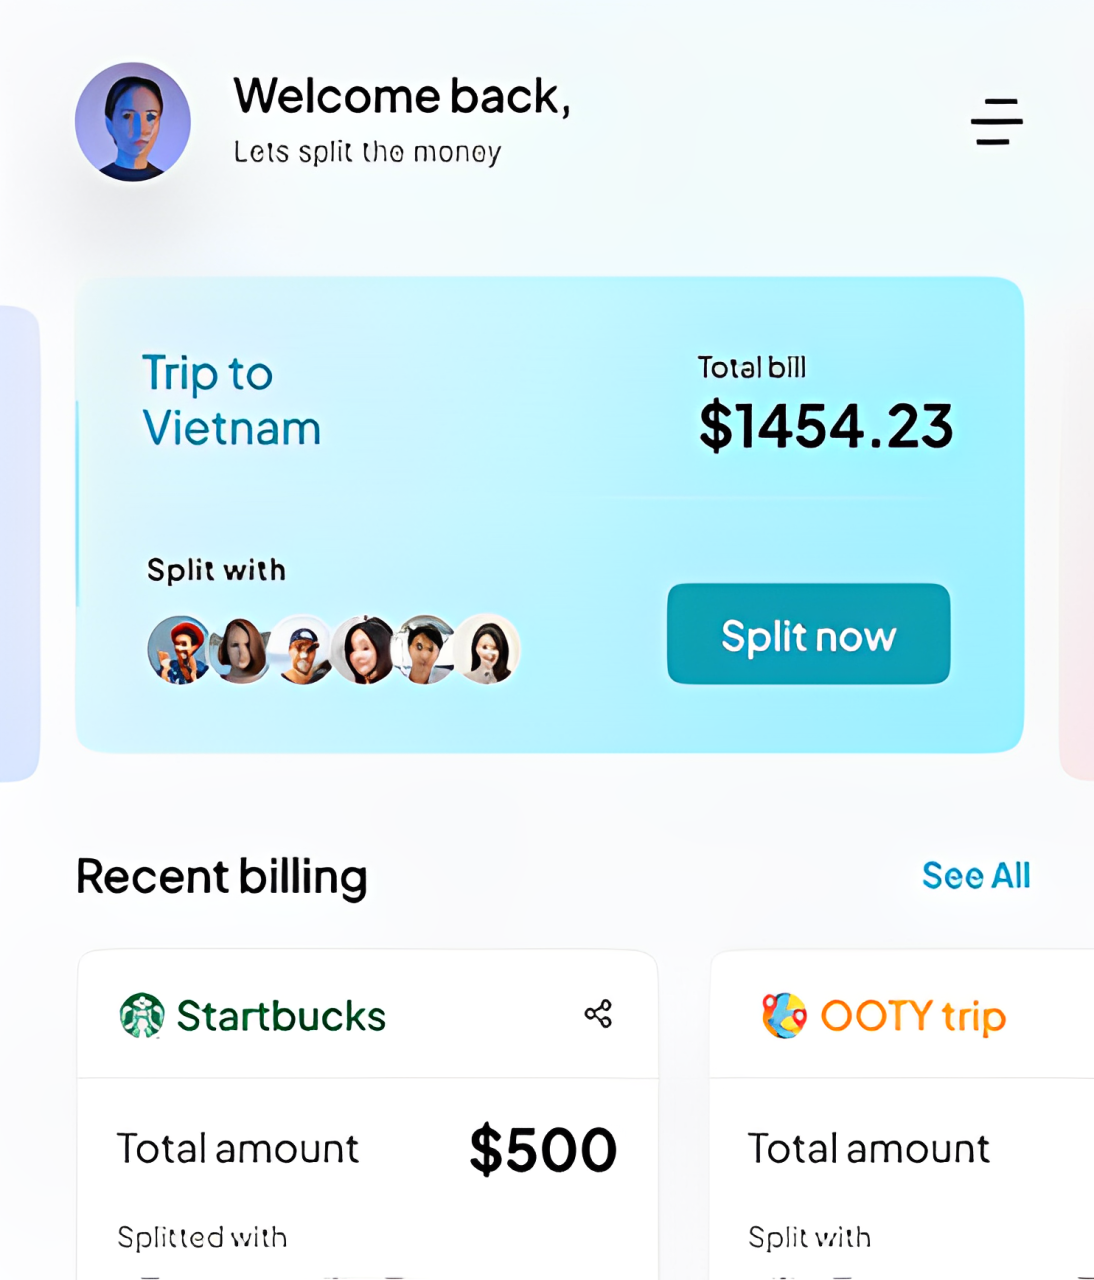 Welcome back,
Lets split the money
Trip to
Vietnam
Total bill
$1454.23
Split with
Split now
Recent billing
See All
Startbucks
OOTY trip
Total amount
$500
Total amount
Splitted with
Split with